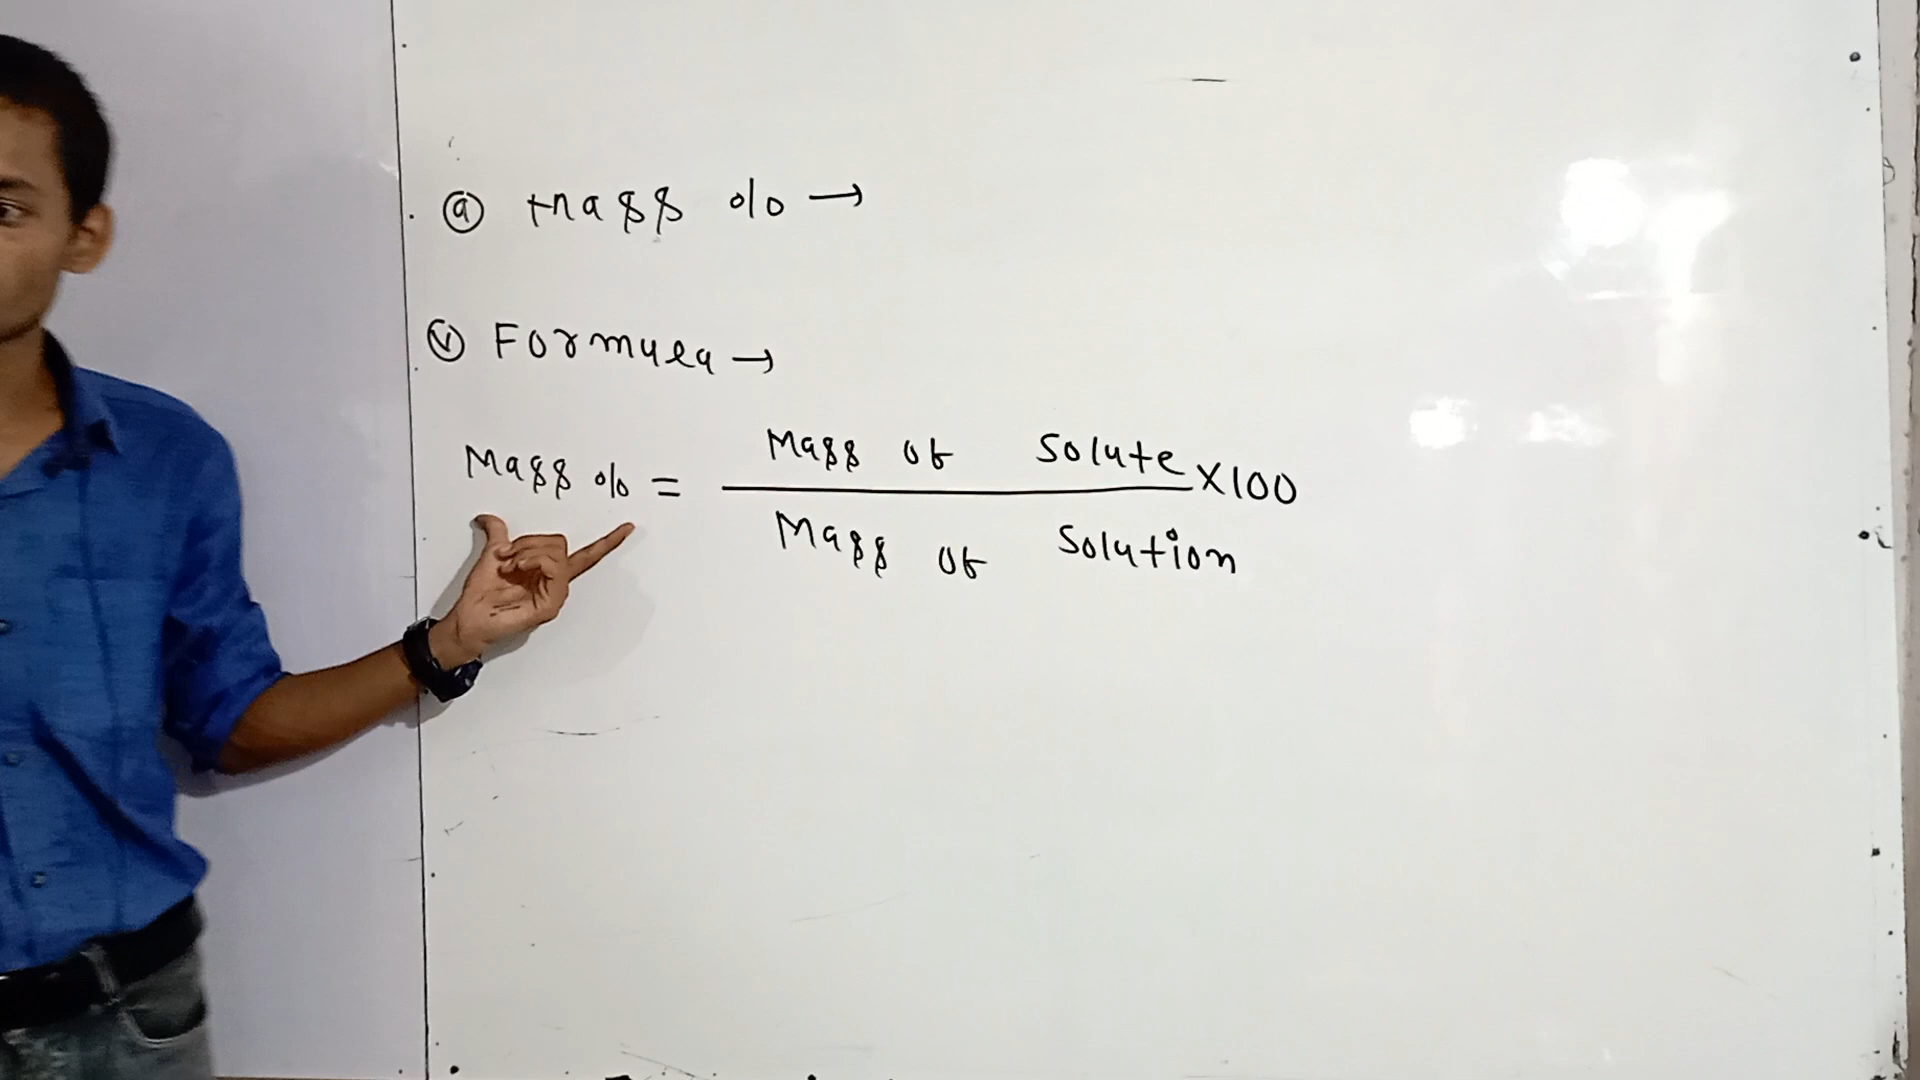 ⓐ Mass % →
ⓥ Formula →
Mass % = Mass of Solute / Mass of Solution ×100